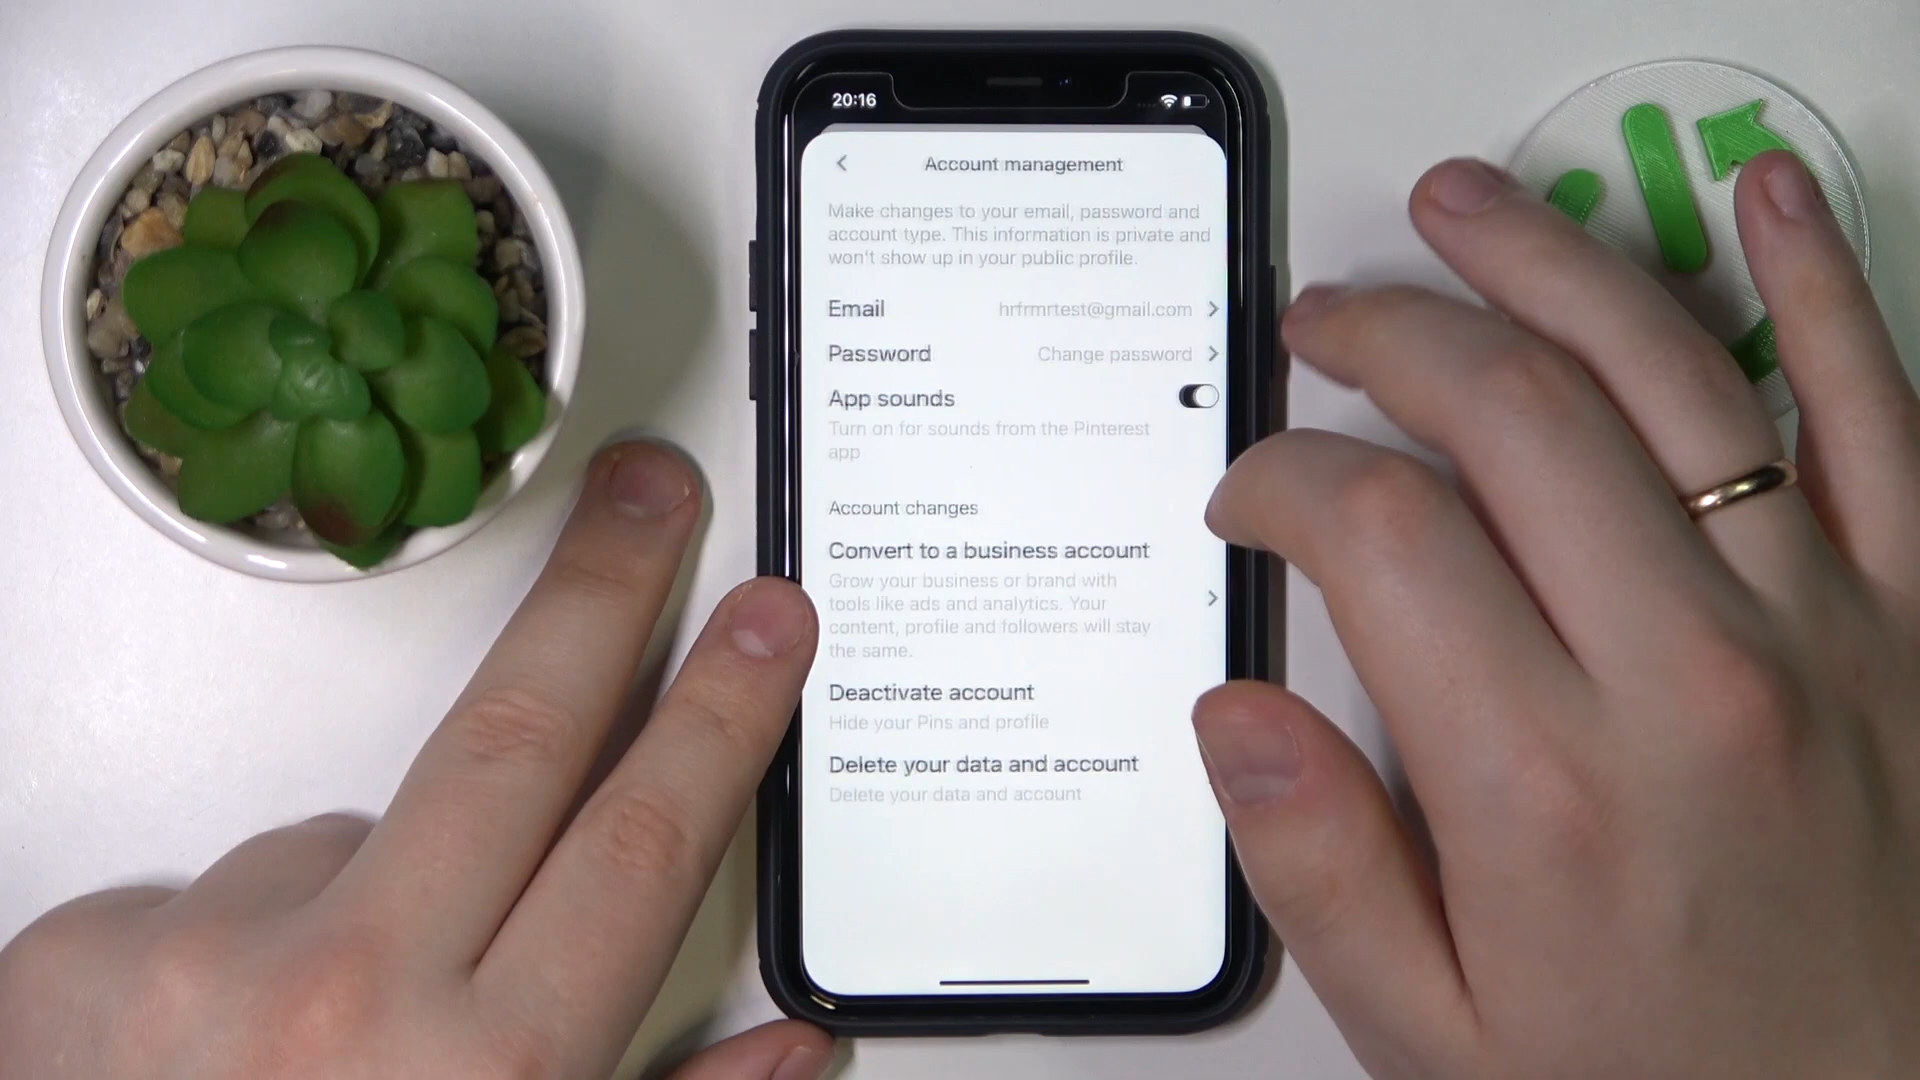 20:16
Account management
Make changes to your email, password and
account type. This information is private and
won't show up in your public profile.
Email hrfrmrtest@gmail.com
Password Change password
App sounds
Turn on for sounds from the Pinterest
app
Account changes
Convert to a business account
Grow your business or brand with
tools like ads and analytics. Your
content, profile and followers will stay
the same.
Deactivate account
Hide your Pins and profile
Delete your data and account
Delete your data and account